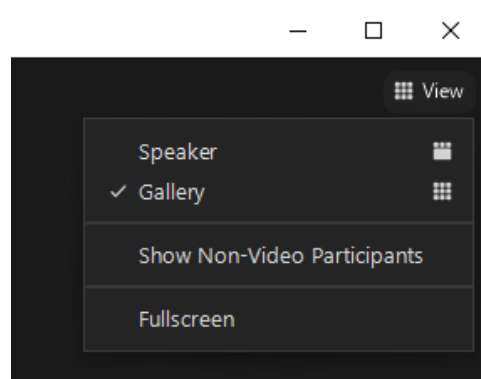 View
Speaker
Gallery
Show Non-Video Participants
Fullscreen